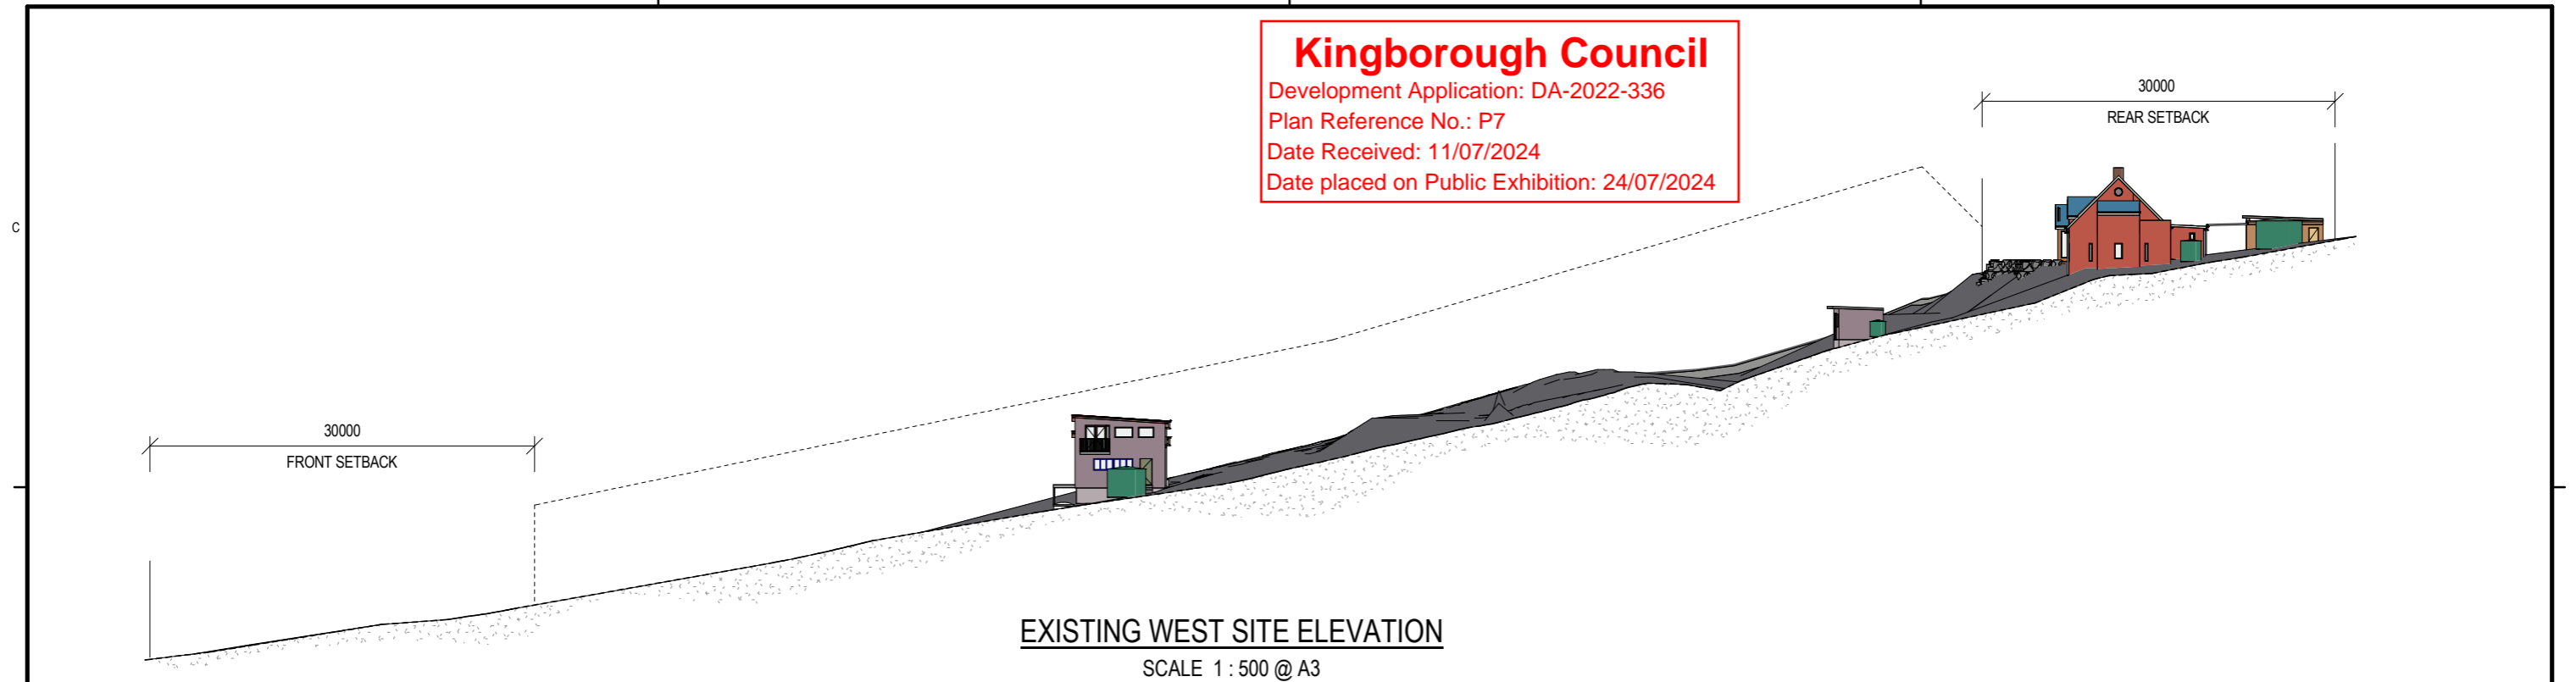 Kingborough Council
Development Application: DA-2022-336
Plan Reference No.: P7
Date Received: 11/07/2024
Date placed on Public Exhibition: 24/07/2024
30000
REAR SETBACK
C
30000
FRONT SETBACK
EXISTING WEST SITE ELEVATION
SCALE 1 : 500 @ A3